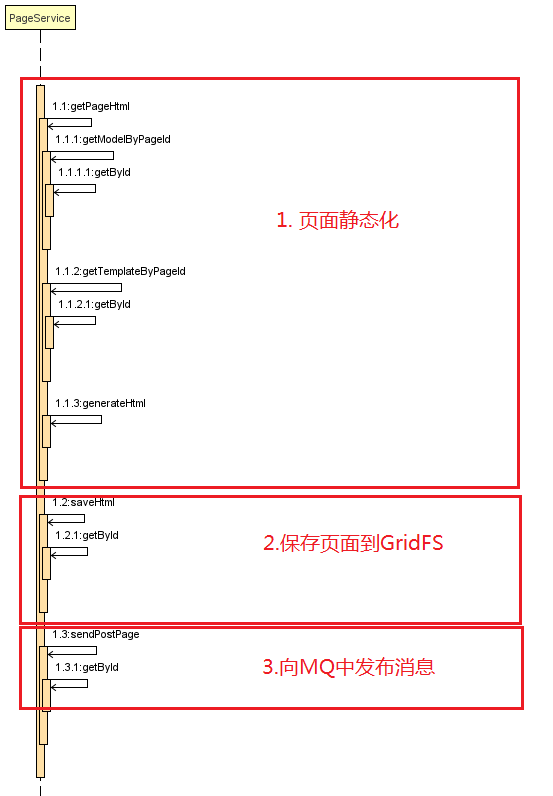 PageService
1.1:getPageHtml
1.1.1:getModelByPageId
1.1.1.1:getById
1. 页面静态化
1.1.2:getTemplateByPageId
1.1.2.1:getById
1.1.3:generateHtml
1.2:saveHtml
1.2.1:getById
2.保存页面到GridFS
1.3:sendPostPage
1.3.1:getById
3.向MQ中发布消息